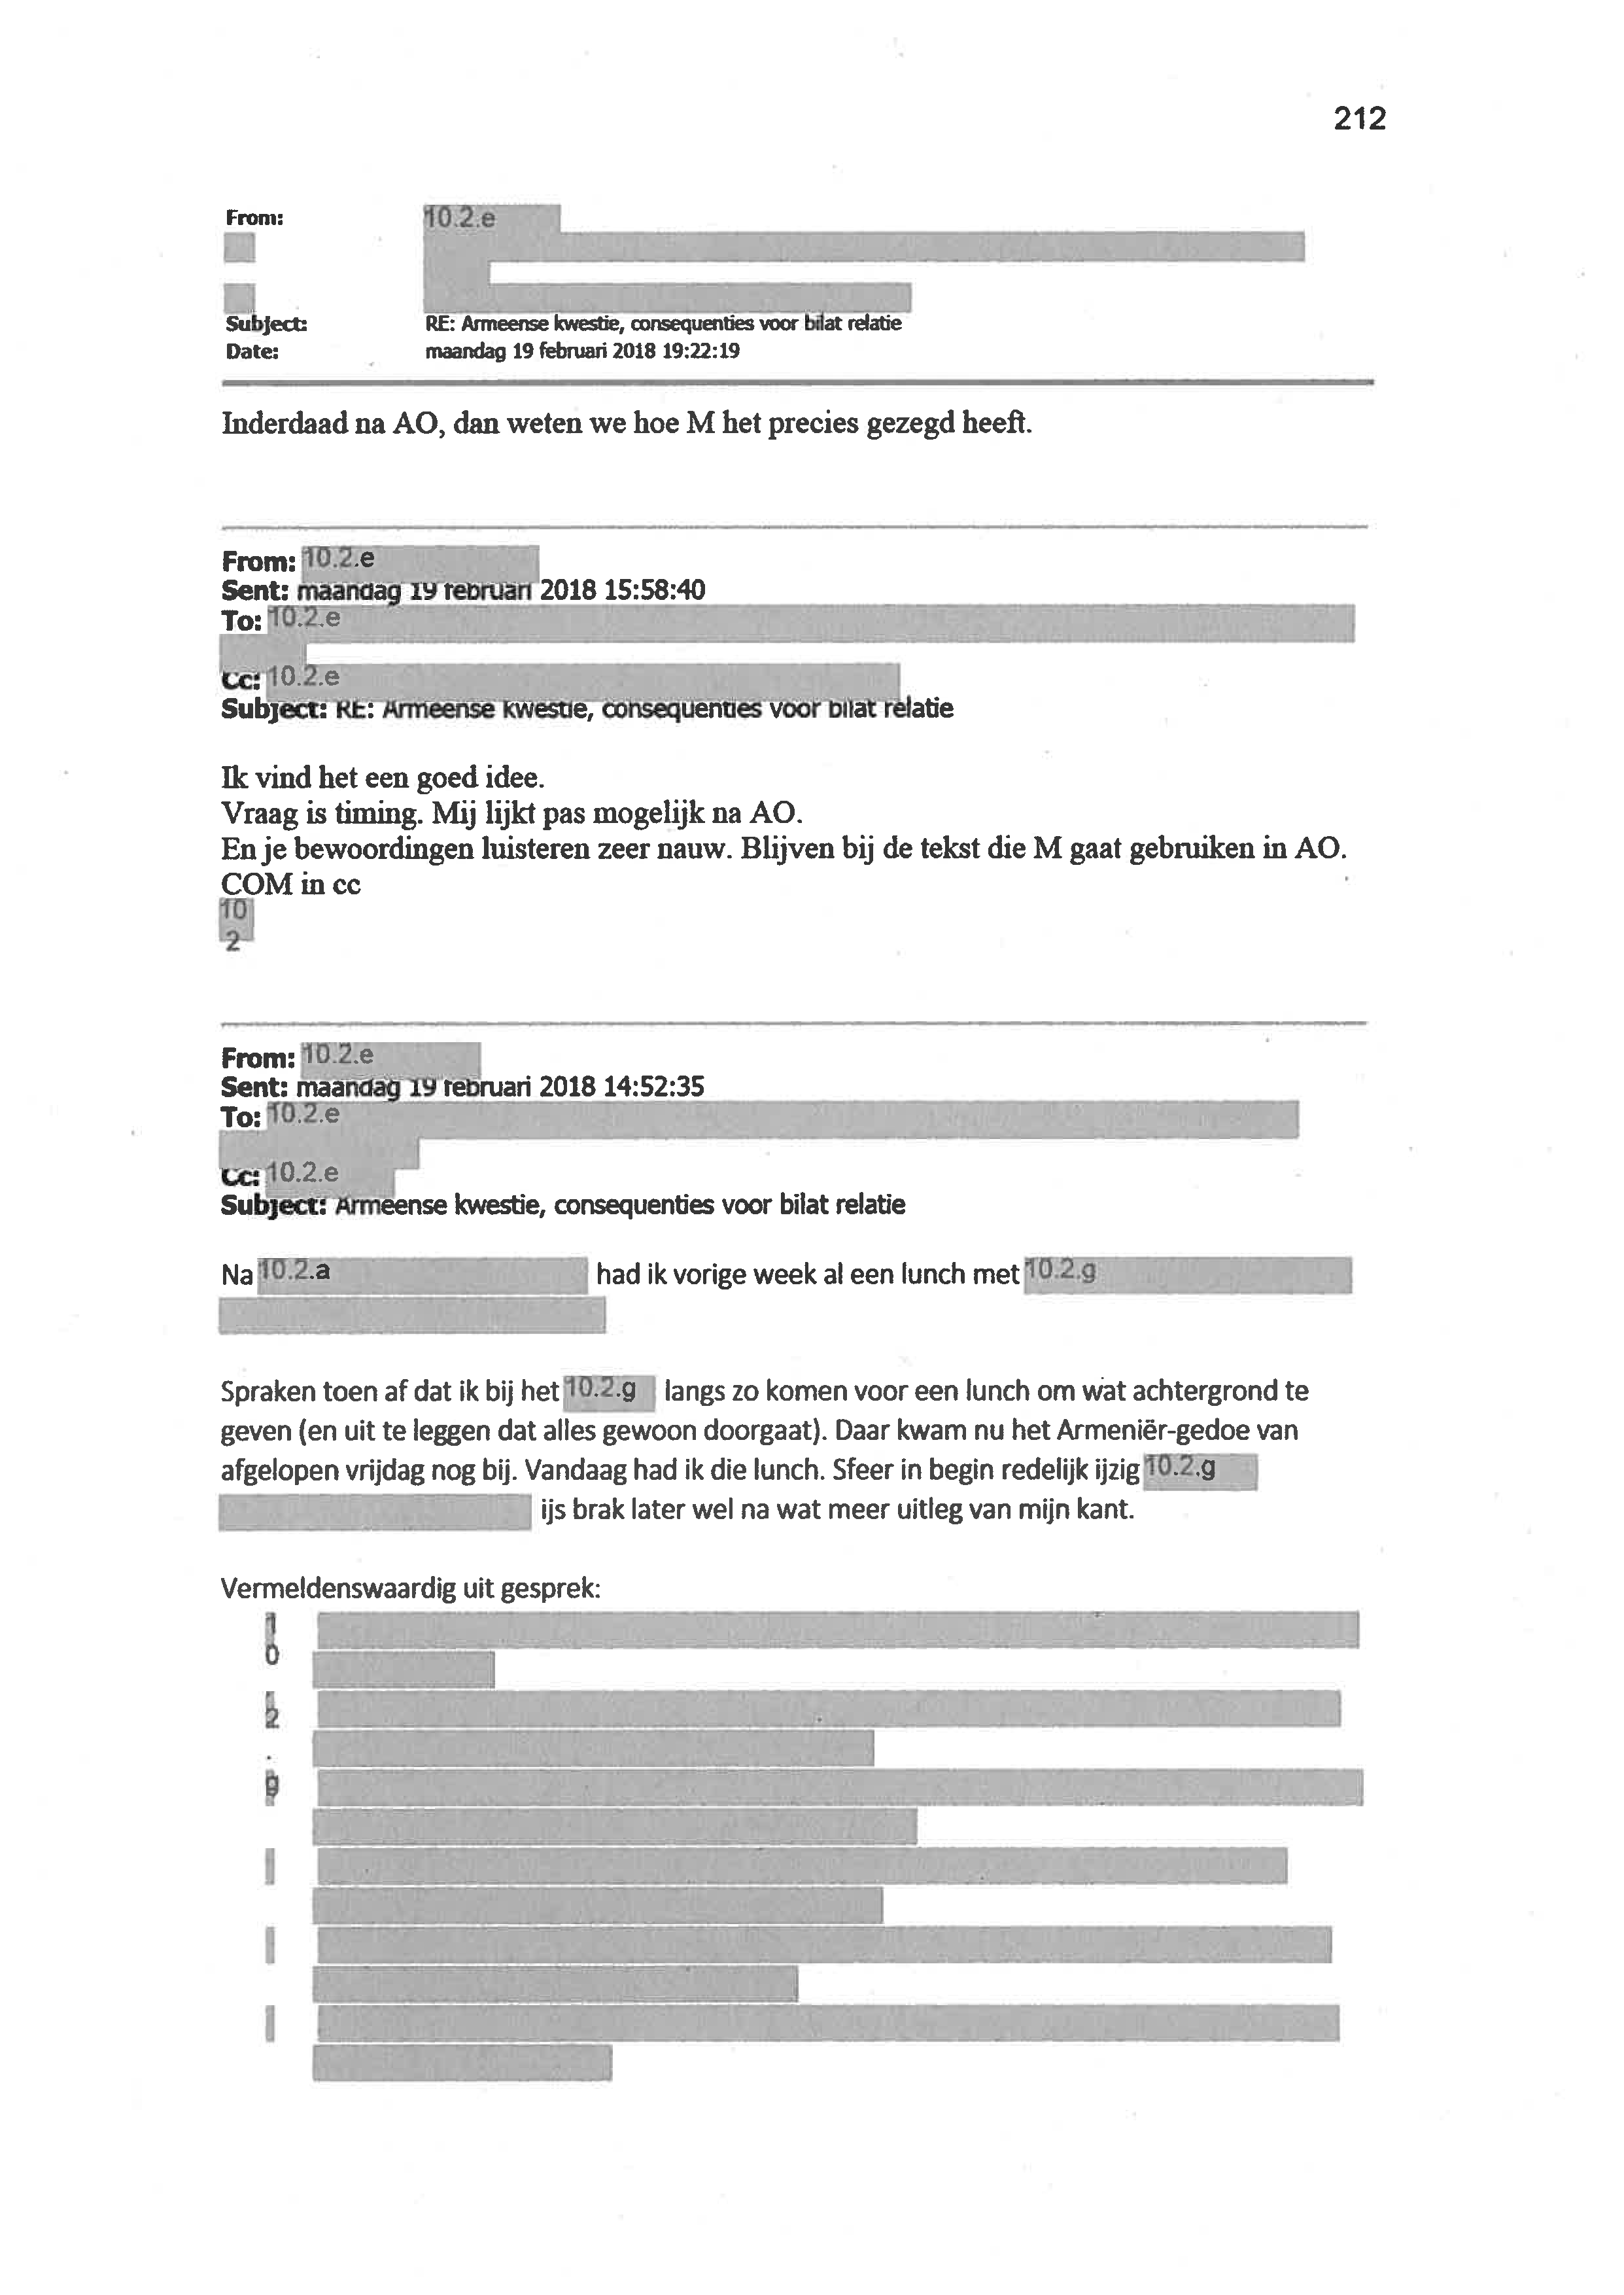 212
From: 10.2.e
Subject: RE: Armeense kwestie, consequenties voor bilat relatie
Date: maandag 19 februari 2018 19:22:19
Inderdaad na AO, dan weten we hoe M het precies gezegd heeft.
From: 10.2.e
Sent: maandag 19 februari 2018 15:58:40
To: 10.2.e
Cc: 10.2.e
Subject: RE: Armeense kwestie, consequenties voor bilat relatie
Ik vind het een goed idee.
Vraag is timing. Mij lijkt pas mogelijk na AO.
En je bewoordingen luisteren zeer nauw. Blijven bij de tekst die M gaat gebruiken in AO.
COM in cc
10
2
From: 10.2.e
Sent: maandag 19 februari 2018 14:52:35
To: 10.2.e
Cc: 10.2.e
Subject: Armeense kwestie, consequenties voor bilat relatie
Na 10.2.a had ik vorige week al een lunch met 10.2.g
Spraken toen af dat ik bij het 10.2.g langs zo komen voor een lunch om wat achtergrond te
geven (en uit te leggen dat alles gewoon doorgaat). Daar kwam nu het Armeniër-gedoe van
afgelopen vrijdag nog bij. Vandaag had ik die lunch. Sfeer in begin redelijk ijzig 10.2.g
ijs brak later wel na wat meer uitleg van mijn kant.
Vermeldenswaardig uit gesprek:
1
0
.
2
.
g